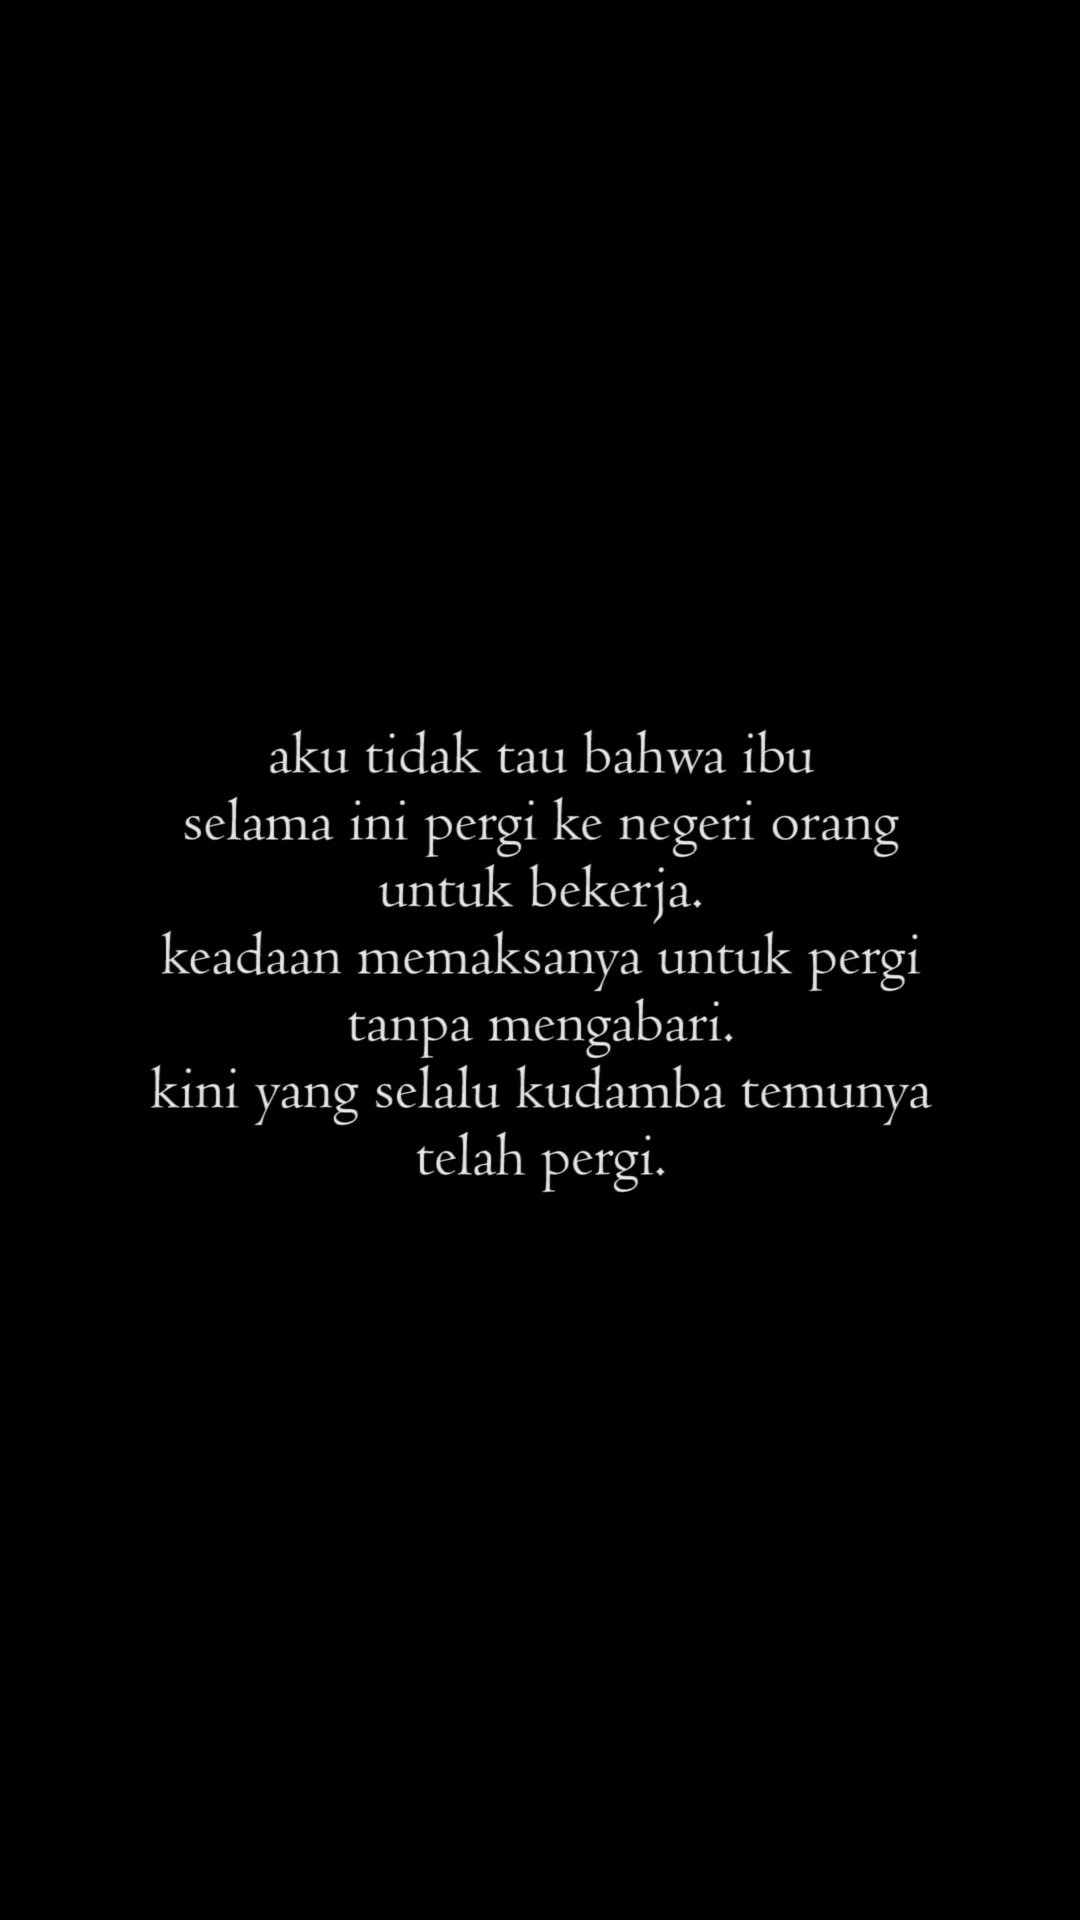 aku tidak tau bahwa ibu
selama ini pergi ke negeri orang
untuk bekerja.
keadaan memaksanya untuk pergi
tanpa mengabari.
kini yang selalu kudamba temunya
telah pergi.